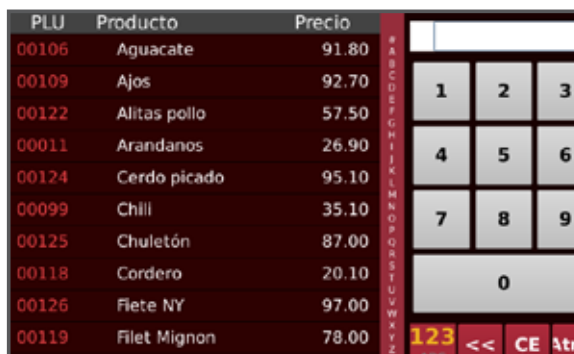 PLU Producto Precio
00106 Aguacate 91.80
00109 Ajos 92.70
00122 Alitas pollo 57.50
00011 Arandanos 26.90
00124 Cerdo picado 95.10
00099 Chili 35.10
00125 Chuletón 87.00
00118 Cordero 20.10
00126 Fiete NY 97.00
00119 Filet Mignon 78.00
#
A
B
C
D
E
F
G
H
I
J
K
L
M
N
O
P
Q
R
S
T
U
V
W
X
Y
Z
1 2 3
4 5 6
7 8 9
0
123 << CE Atr